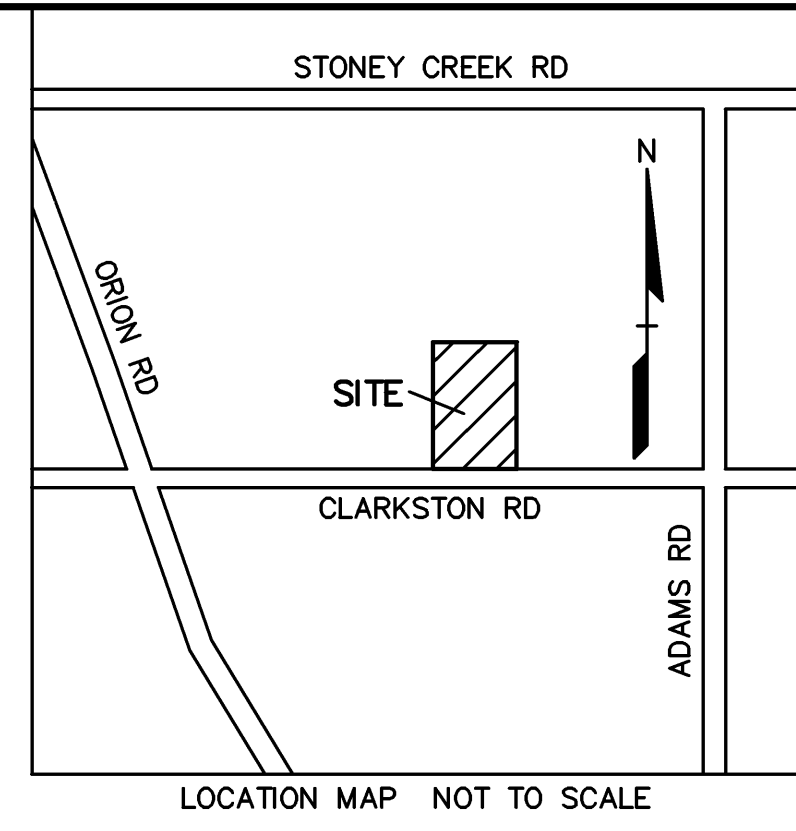 STONEY CREEK RD
N
ORION RD
SITE
CLARKSTON RD
ADAMS RD
LOCATION MAP NOT TO SCALE